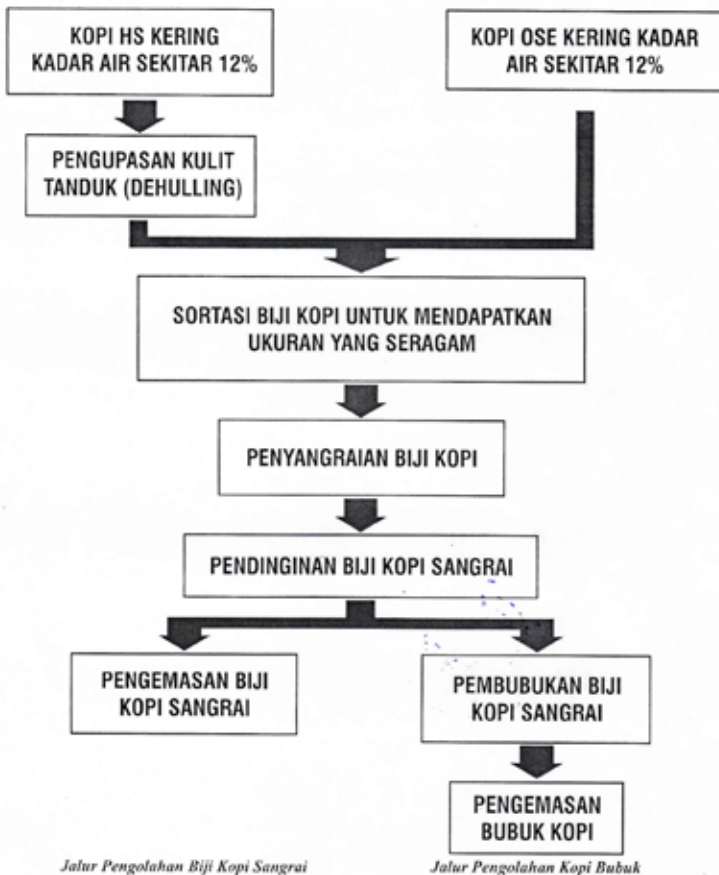 KOPI HS KERING
KADAR AIR SEKITAR 12%
KOPI OSE KERING KADAR
AIR SEKITAR 12%
PENGUPASAN KULIT
TANDUK (DEHULLING)
SORTASI BIJI KOPI UNTUK MENDAPATKAN
UKURAN YANG SERAGAM
PENYANGRAIAN BIJI KOPI
PENDINGINAN BIJI KOPI SANGRAI
PENGEMASAN BIJI
KOPI SANGRAI
PEMBUBUKAN BIJI
KOPI SANGRAI
PENGEMASAN
BUBUK KOPI
Jalur Pengolahan Biji Kopi Sangrai
Jalur Pengolahan Kopi Bubuk